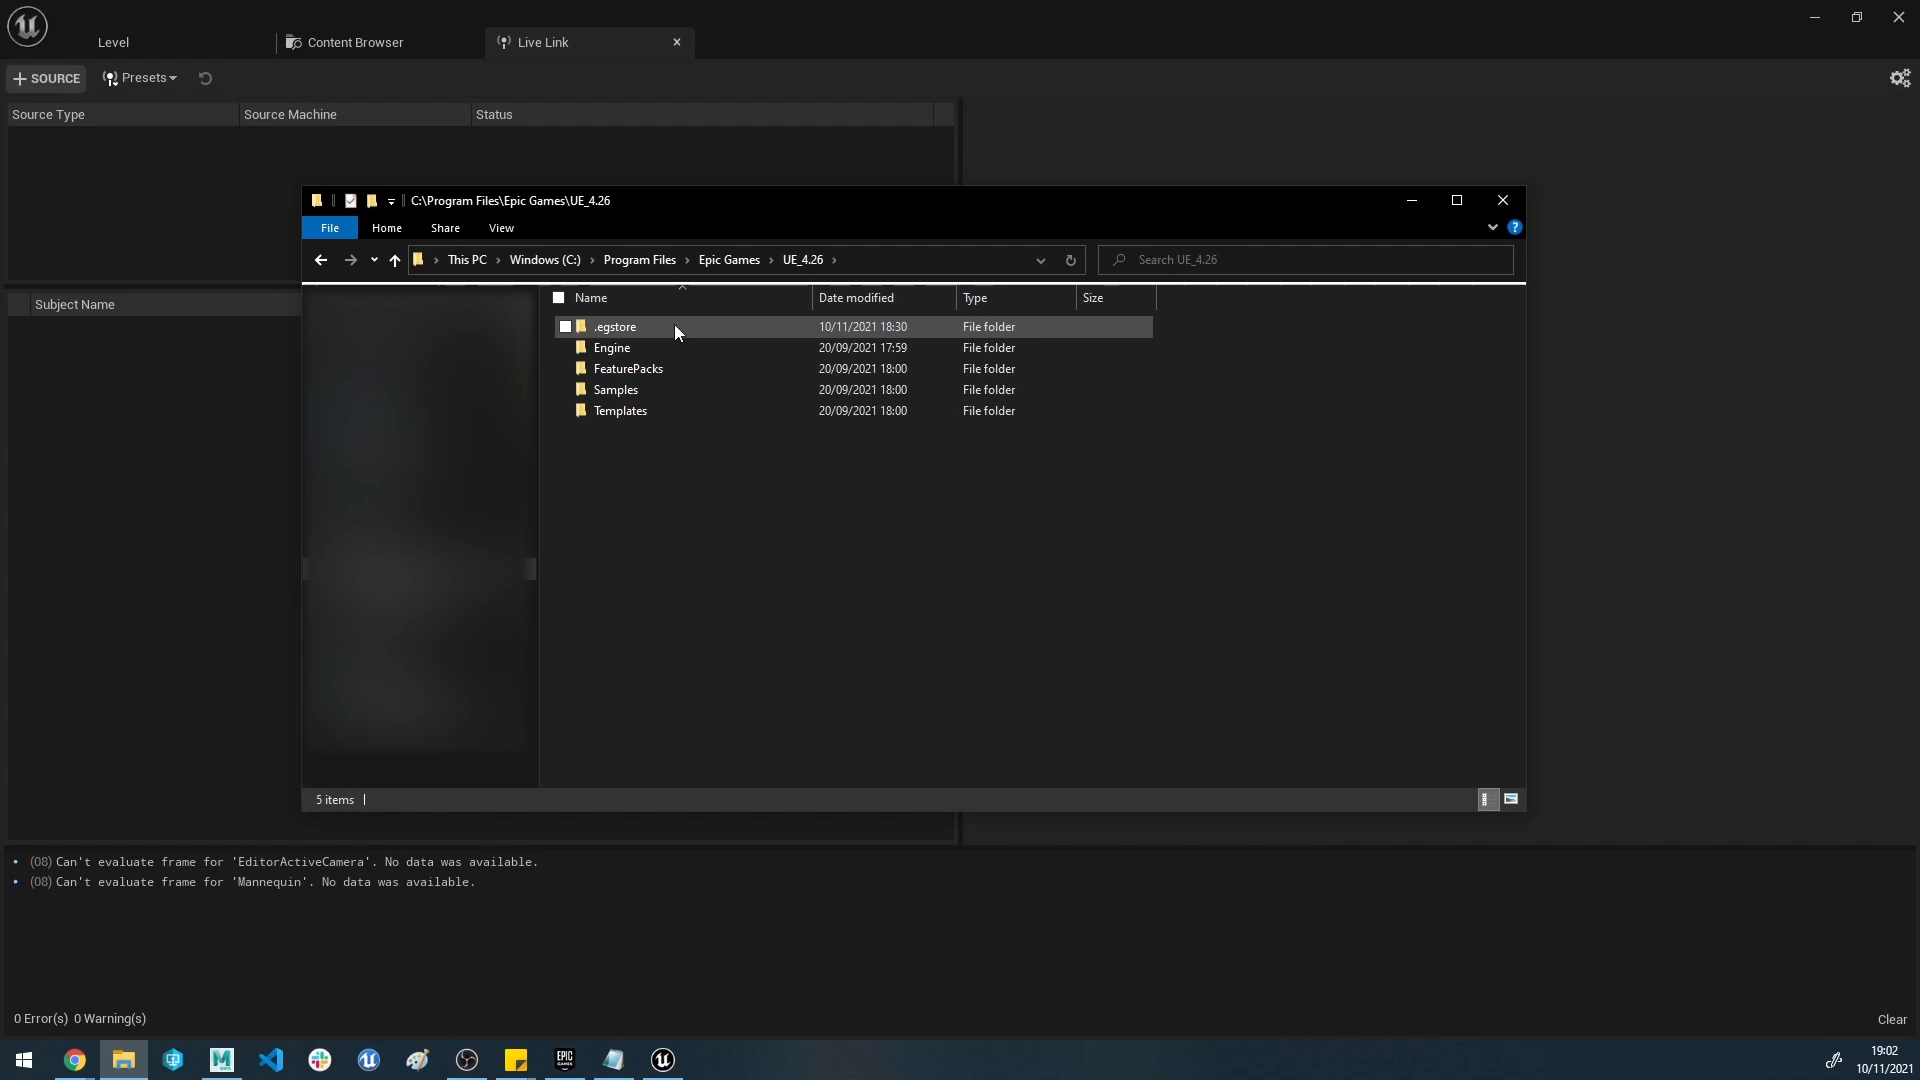 Level
Content Browser
Live Link
SOURCE
Presets
Source Type
Source Machine
Status
C:\Program Files\Epic Games\UE_4.26
File
Home
Share
View
This PC
Windows (C:)
Program Files
Epic Games
UE_4.26
Search UE_4.26
Subject Name
Name
Date modified
Type
Size
.egstore 10/11/2021 18:30 File folder
Engine 20/09/2021 17:59 File folder
FeaturePacks 20/09/2021 18:00 File folder
Samples 20/09/2021 18:00 File folder
Templates 20/09/2021 18:00 File folder
5 items
(08) Can't evaluate frame for 'EditorActiveCamera'. No data was available.
(08) Can't evaluate frame for 'Mannequin'. No data was available.
0 Error(s) 0 Warning(s)
Clear
EPIC
GAMES
19:02
10/11/2021